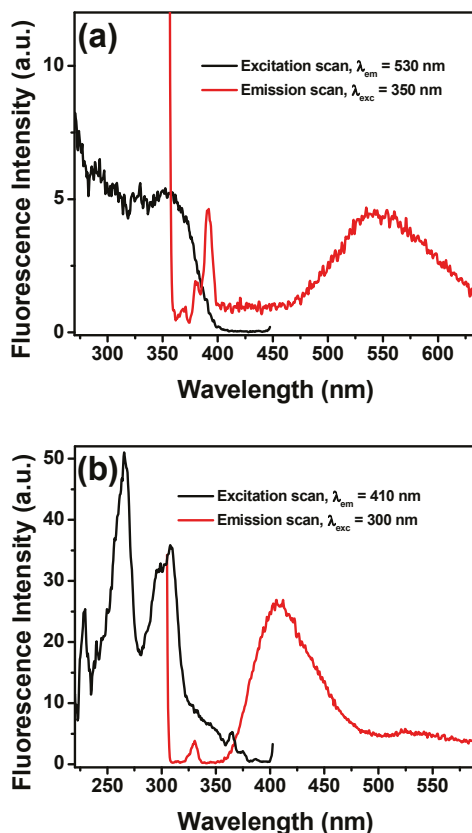 (a)
Excitation scan, λem = 530 nm
Emission scan, λexc = 350 nm
Fluorescence Intensity (a.u.)
10
5
0
250 300 350 400 450 500 550 600
Wavelength (nm)
(b)
Excitation scan, λem = 410 nm
Emission scan, λexc = 300 nm
Fluorescence Intensity (a.u.)
50
40
30
20
10
0
250 300 350 400 450 500 550
Wavelength (nm)